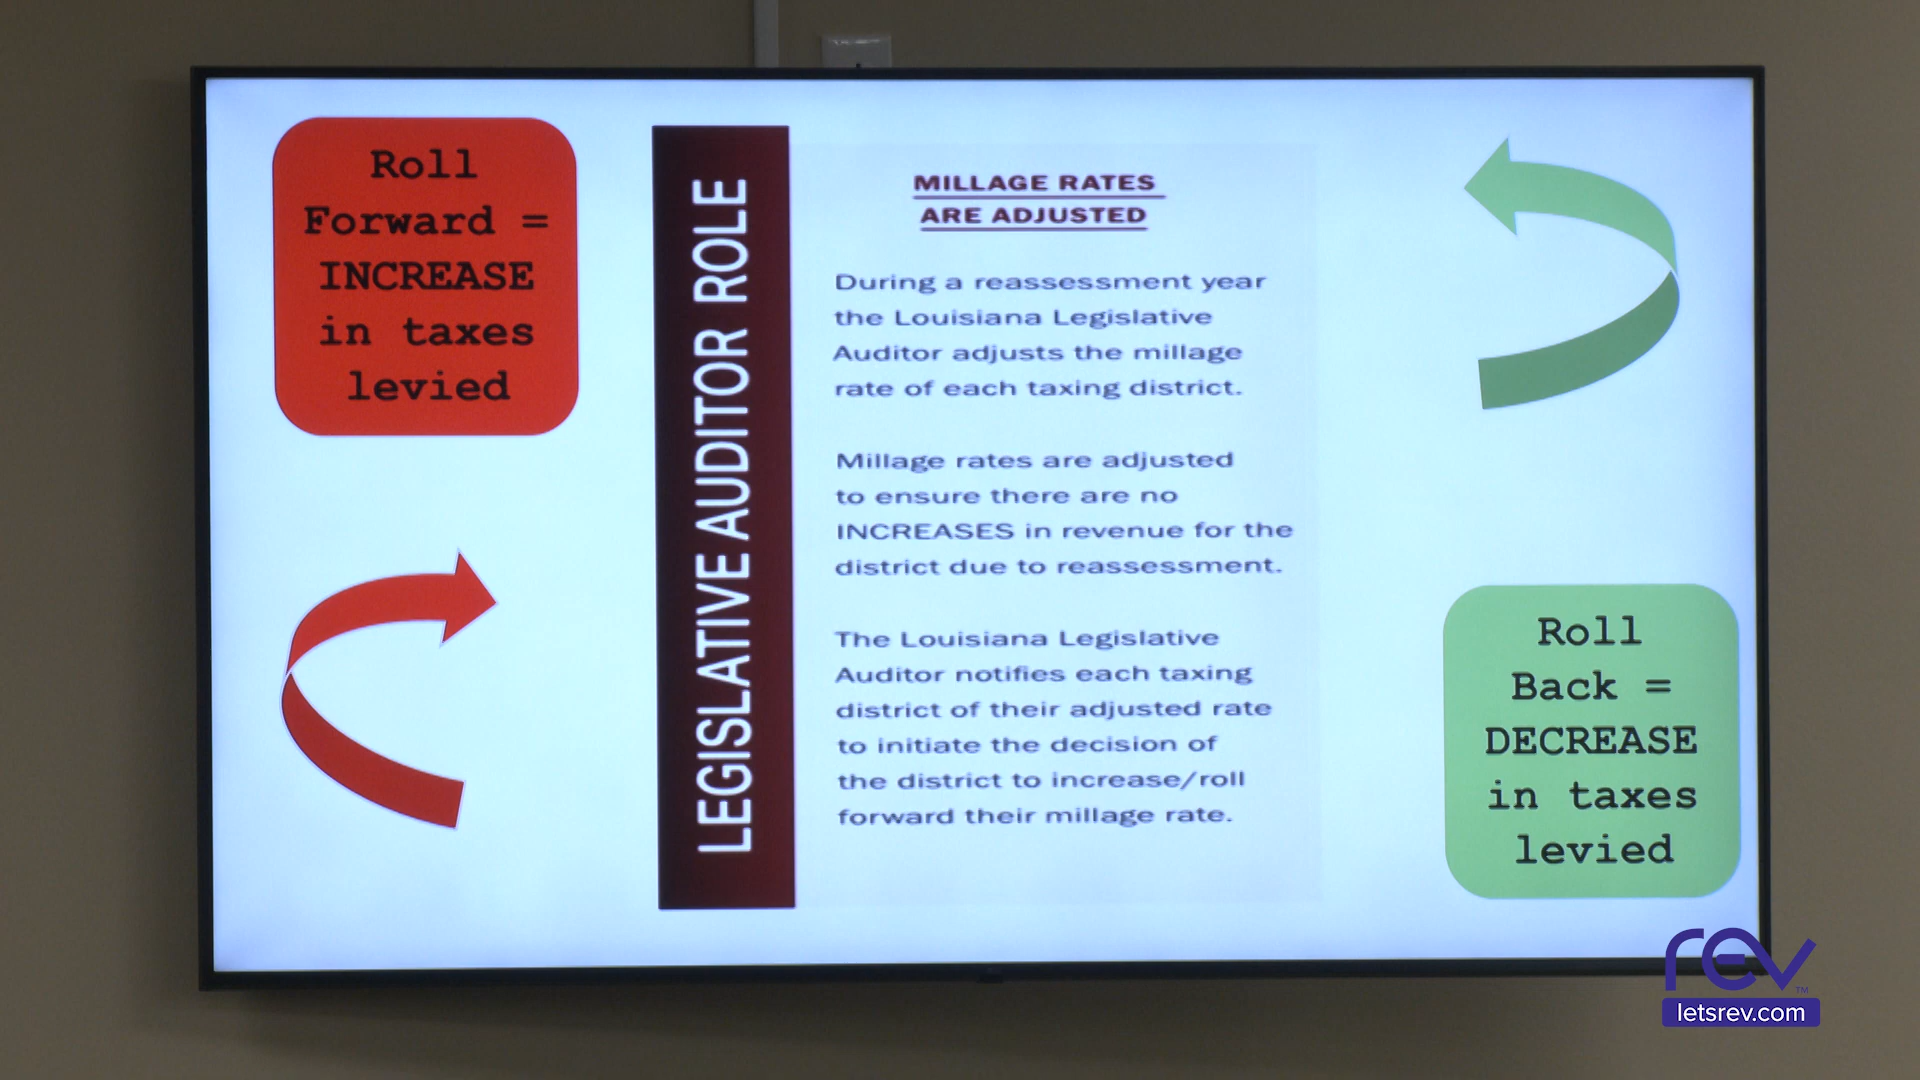 Roll
Forward =
INCREASE
in taxes
levied
LEGISLATIVE AUDITOR ROLE
MILLAGE RATES
ARE ADJUSTED
During a reassessment year
the Louisiana Legislative
Auditor adjusts the millage
rate of each taxing district.
Millage rates are adjusted
to ensure there are no
INCREASES in revenue for the
district due to reassessment.
The Louisiana Legislative
Auditor notifies each taxing
district of their adjusted rate
to initiate the decision of
the district to increase/roll
forward their millage rate.
Roll
Back =
DECREASE
in taxes
levied
rev™
letsrev.com